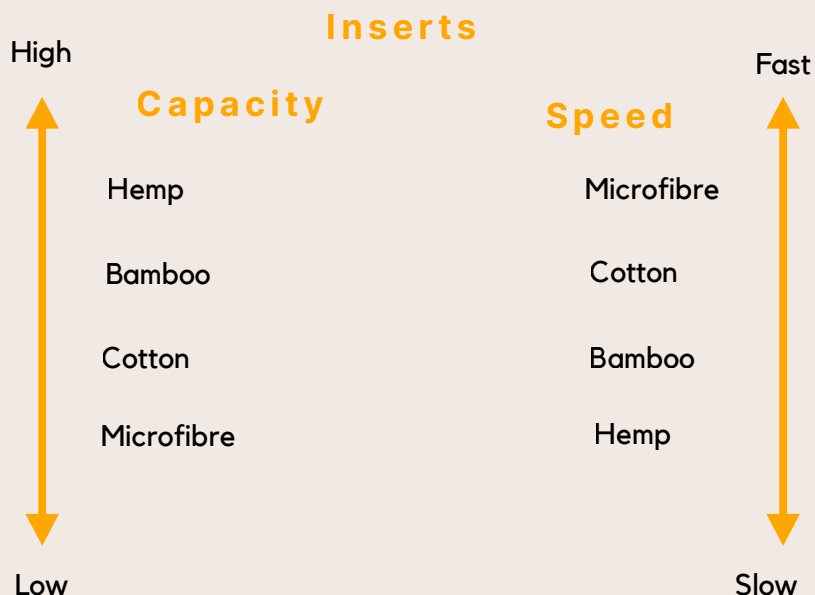 Inserts
High
Fast
Capacity
Speed
Hemp
Microfibre
Bamboo
Cotton
Cotton
Bamboo
Microfibre
Hemp
Low
Slow